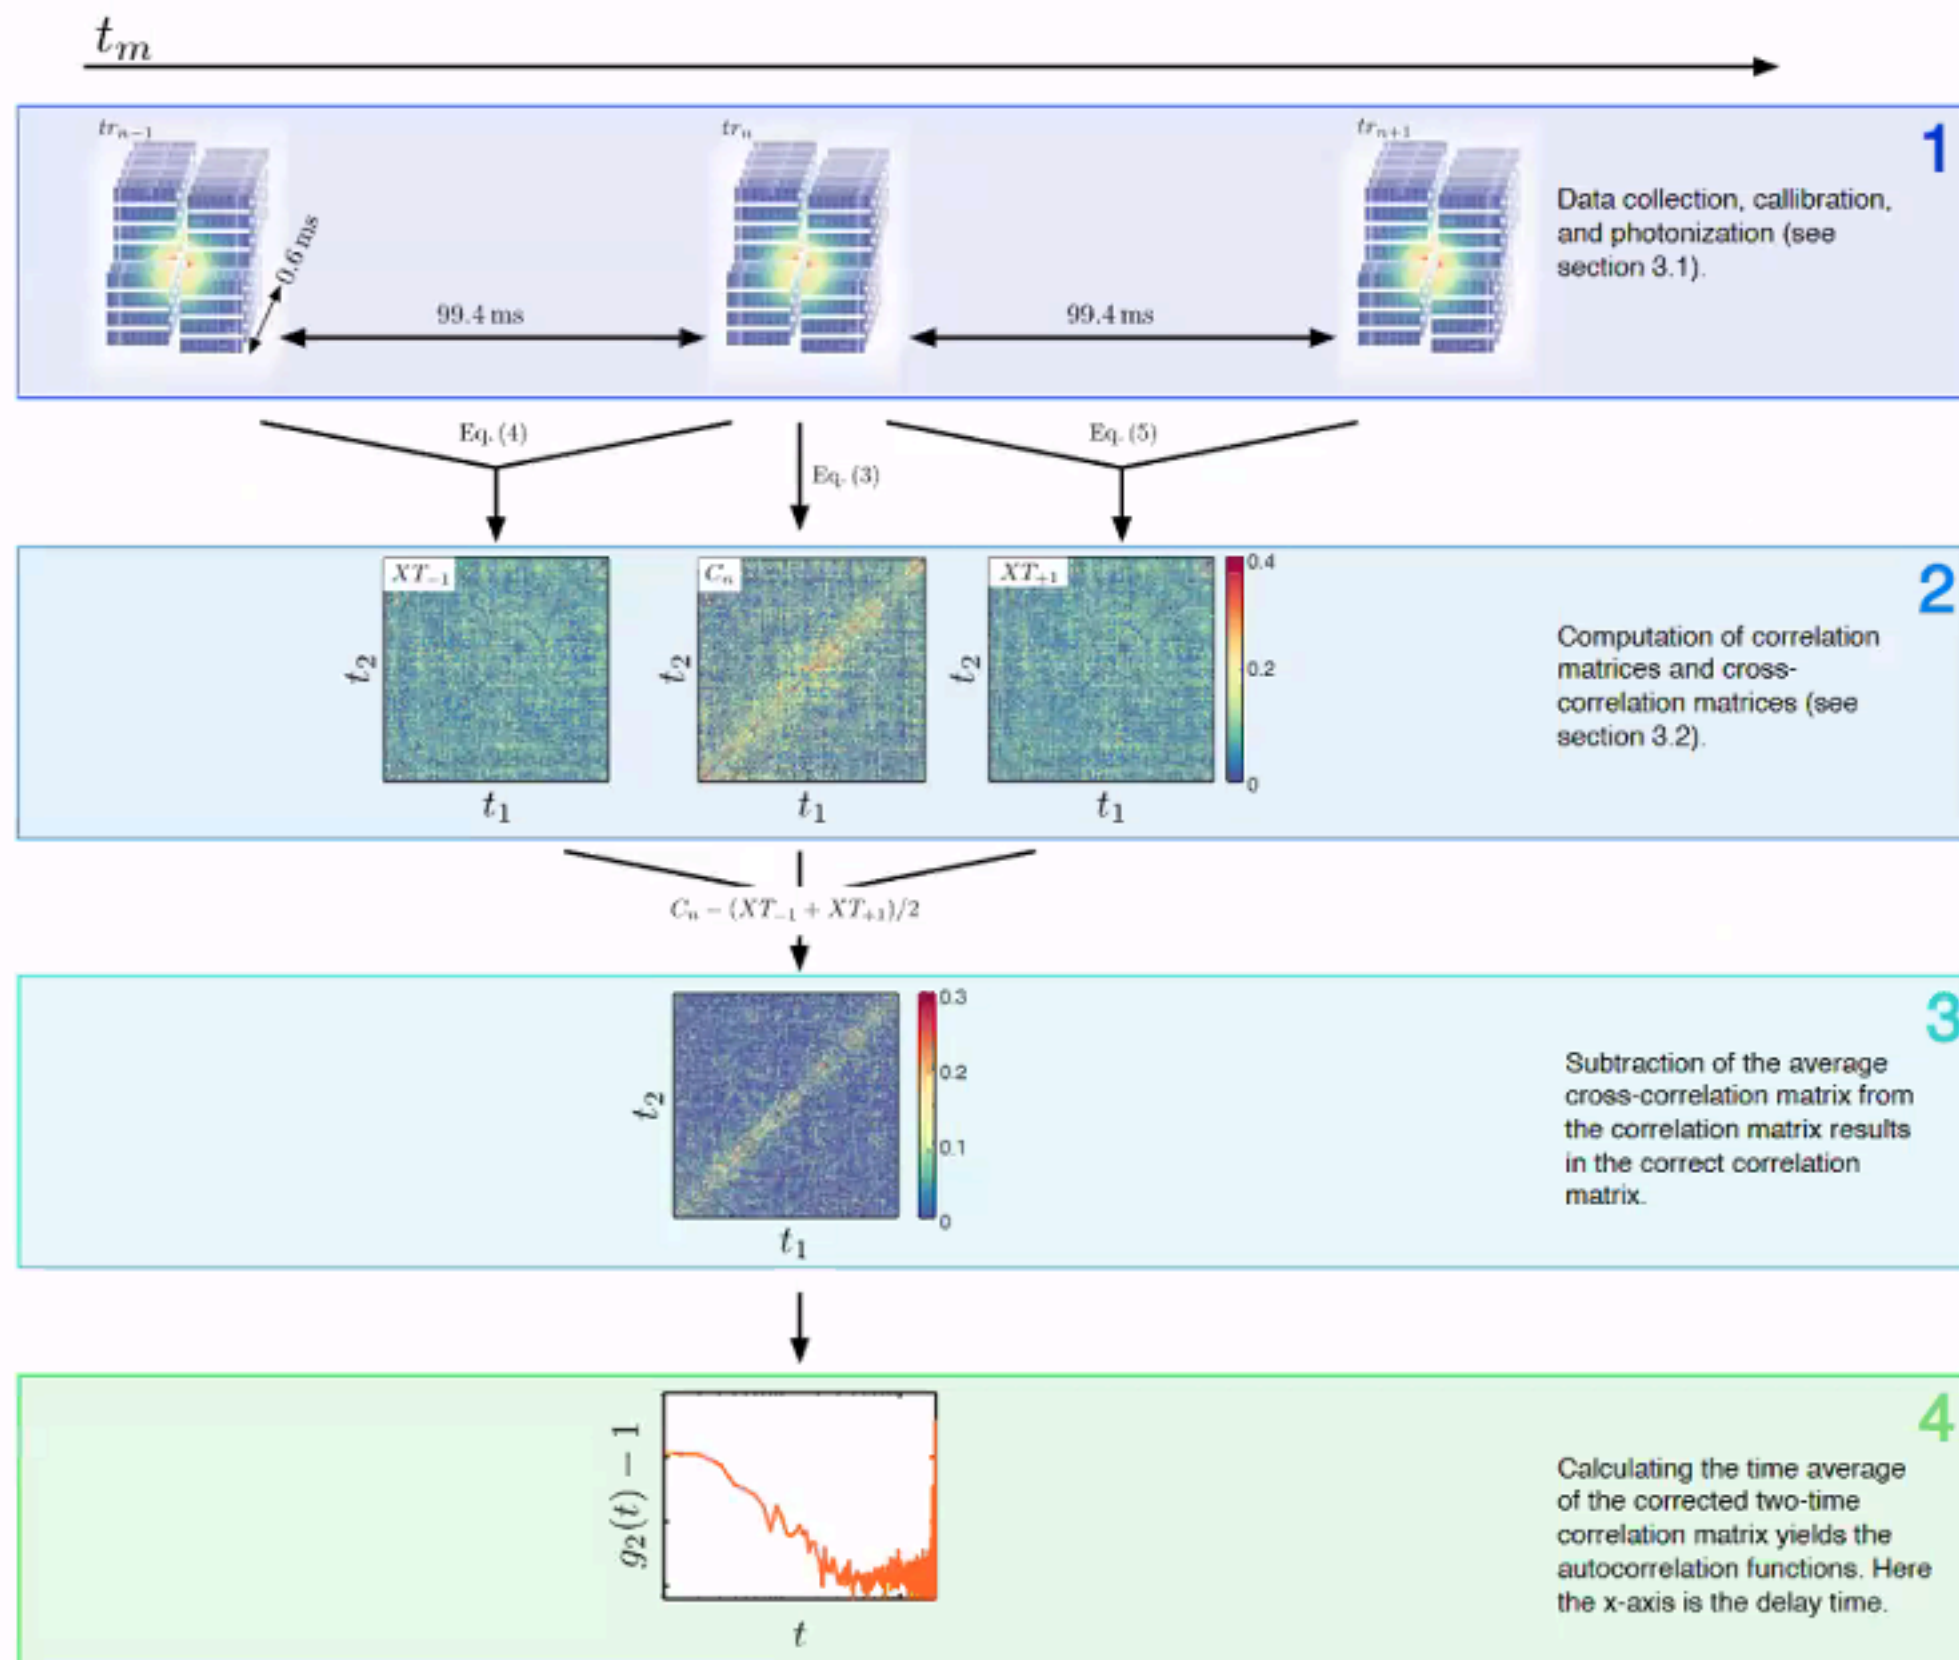 t_m
1
tr_{n-1}
tr_n
tr_{n+1}
0.6 ms
99.4 ms
99.4 ms
Data collection, callibration,
and photonization (see
section 3.1).
Eq. (4)
Eq. (3)
Eq. (5)
2
XT_{-1}
C_n
XT_{+1}
0.4
0.2
0
t_2
t_2
t_2
t_1
t_1
t_1
Computation of correlation
matrices and cross-
correlation matrices (see
section 3.2).
C_n - (XT_{-1} + XT_{+1})/2
3
0.3
0.2
0.1
0
t_2
t_1
Subtraction of the average
cross-correlation matrix from
the correlation matrix results
in the correct correlation
matrix.
4
g_2(t) - 1
t
Calculating the time average
of the corrected two-time
correlation matrix yields the
autocorrelation functions. Here
the x-axis is the delay time.